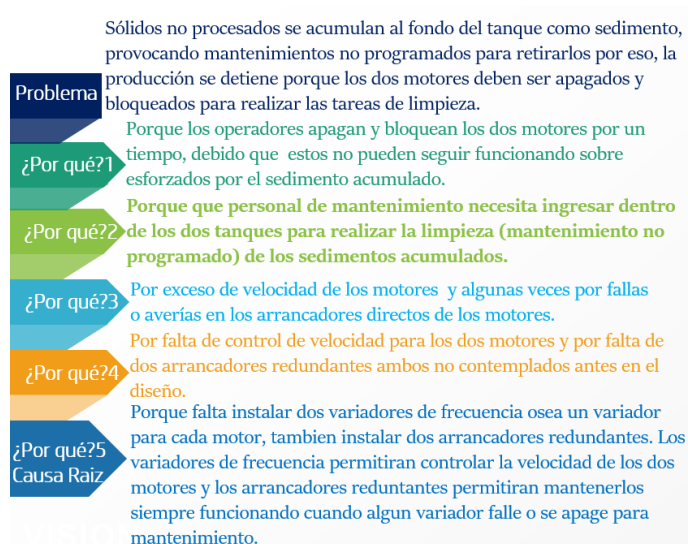 Sólidos no procesados se acumulan al fondo del tanque como sedimento,
provocando mantenimientos no programados para retirarlos por eso, la
producción se detiene porque los dos motores deben ser apagados y
bloqueados para realizar las tareas de limpieza.
Problema
Porque los operadores apagan y bloquean los dos motores por un
tiempo, debido que estos no pueden seguir funcionando sobre
esforzados por el sedimento acumulado.
¿Por qué?1
Porque que personal de mantenimiento necesita ingresar dentro
de los dos tanques para realizar la limpieza (mantenimiento no
programado) de los sedimentos acumulados.
¿Por qué?2
Por exceso de velocidad de los motores y algunas veces por fallas
o averías en los arrancadores directos de los motores.
¿Por qué?3
Por falta de control de velocidad para los dos motores y por falta de
dos arrancadores redundantes ambos no contemplados antes en el
diseño.
¿Por qué?4
Porque falta instalar dos variadores de frecuencia osea un variador
para cada motor, tambien instalar dos arrancadores redundantes. Los
variadores de frecuencia permitiran controlar la velocidad de los dos
motores y los arrancadores reduntantes permitiran mantenerlos
siempre funcionando cuando algun variador falle o se apage para
mantenimiento.
¿Por qué?5
Causa Raiz
VISION